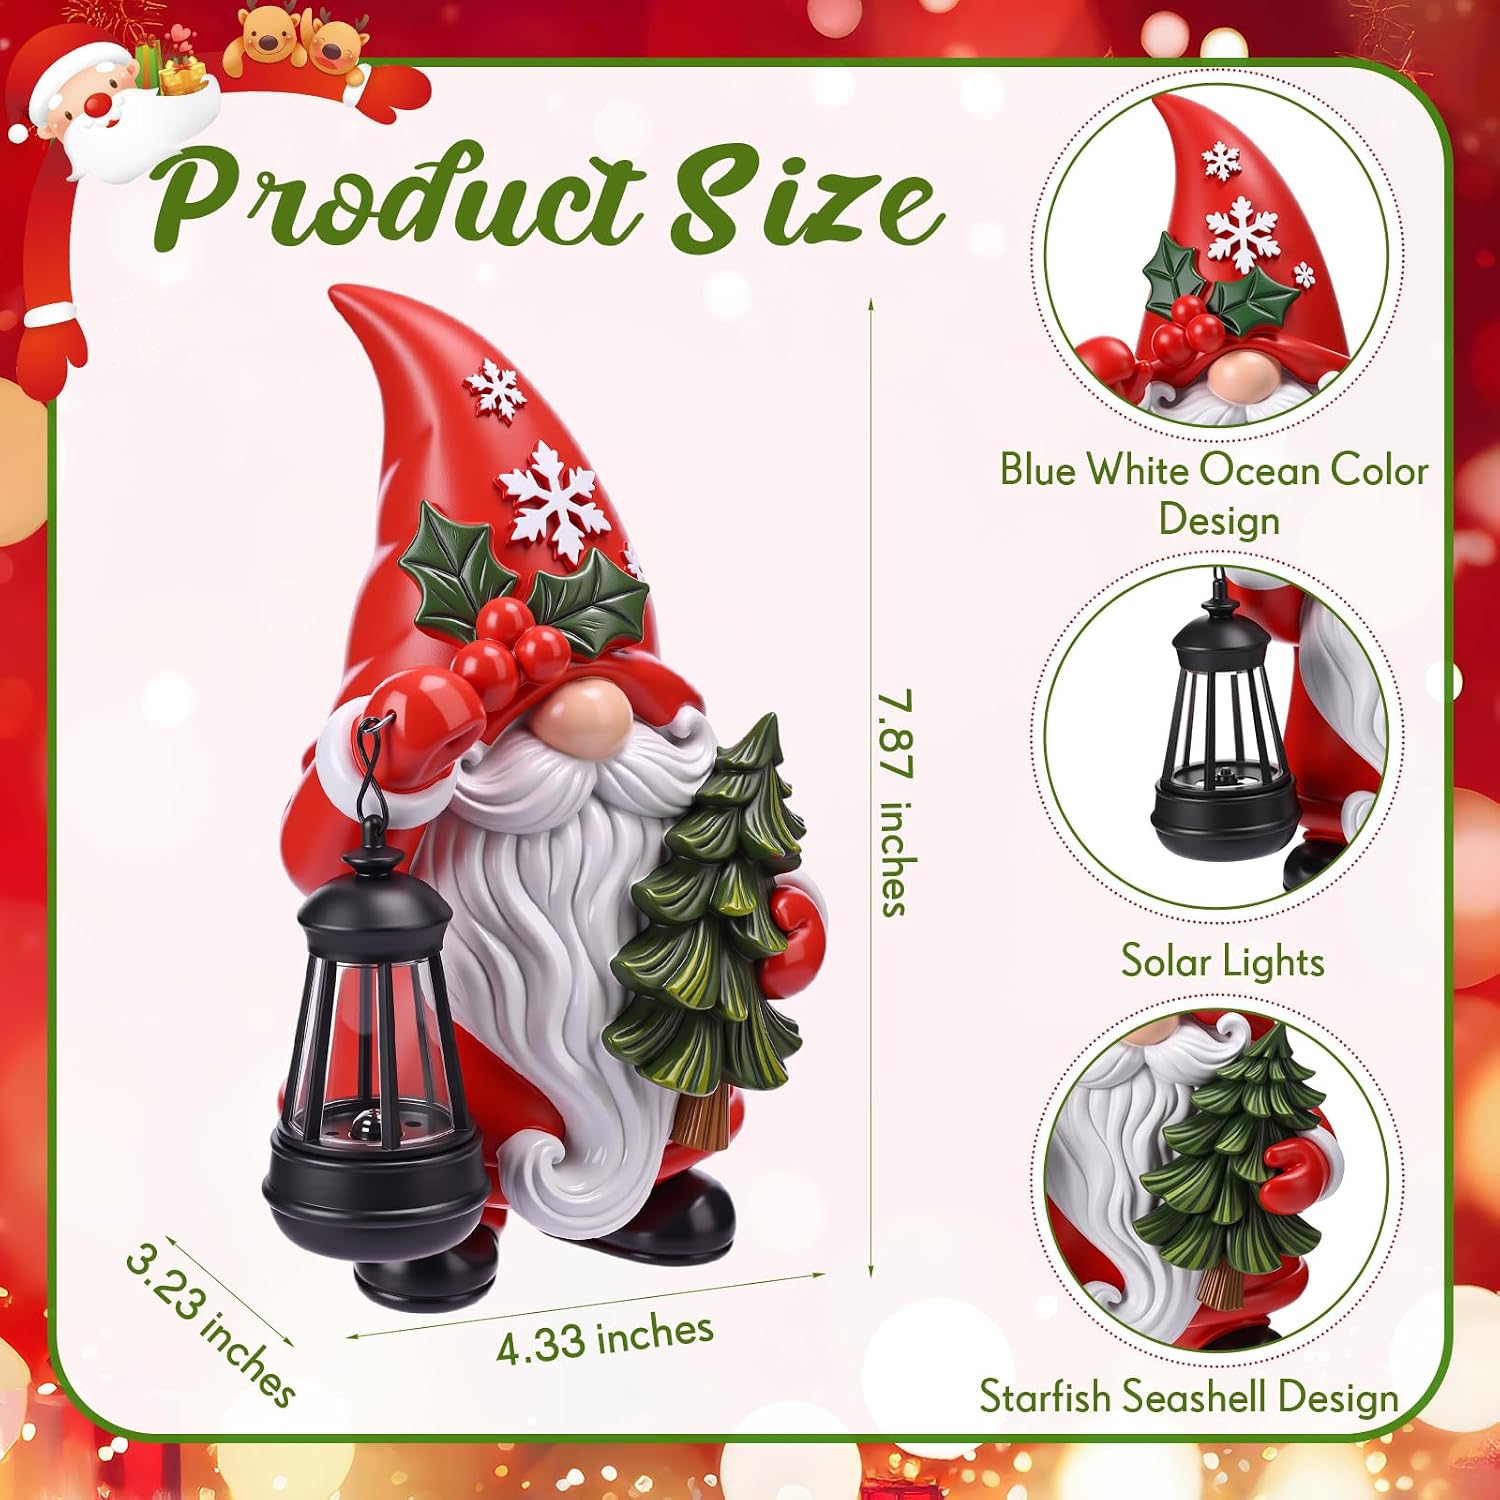 Product Size
Blue White Ocean Color
Design
7.87 inches
Solar Lights
3.23 inches
4.33 inches
Starfish Seashell Design